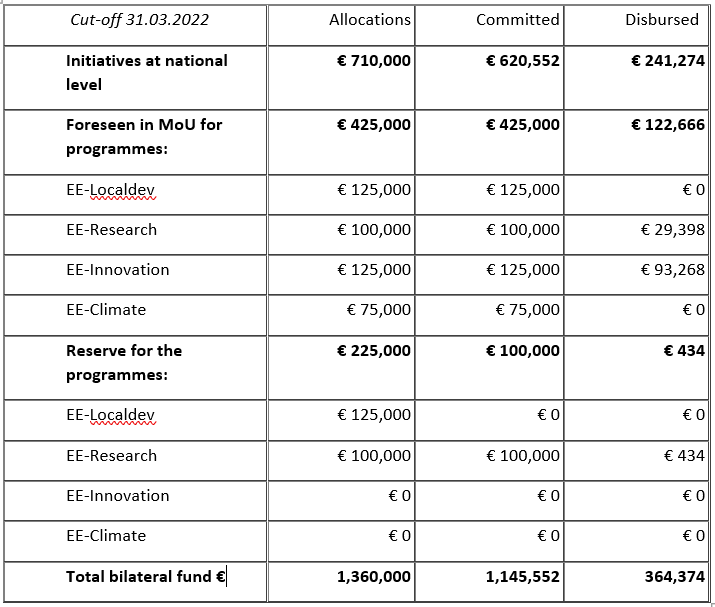 Cut-off 31.03.2022 Allocations Committed Disbursed
Initiatives at national € 710,000 € 620,552 € 241,274
level
Foreseen in MoU for € 425,000 € 425,000 € 122,666
programmes:
EE-Localdev € 125,000 € 125,000 € 0
EE-Research € 100,000 € 100,000 € 29,398
EE-Innovation € 125,000 € 125,000 € 93,268
EE-Climate € 75,000 € 75,000 € 0
Reserve for the € 225,000 € 100,000 € 434
programmes:
EE-Localdev € 125,000 € 0 € 0
EE-Research € 100,000 € 100,000 € 434
EE-Innovation € 0 € 0 € 0
EE-Climate € 0 € 0 € 0
Total bilateral fund € 1,360,000 1,145,552 364,374